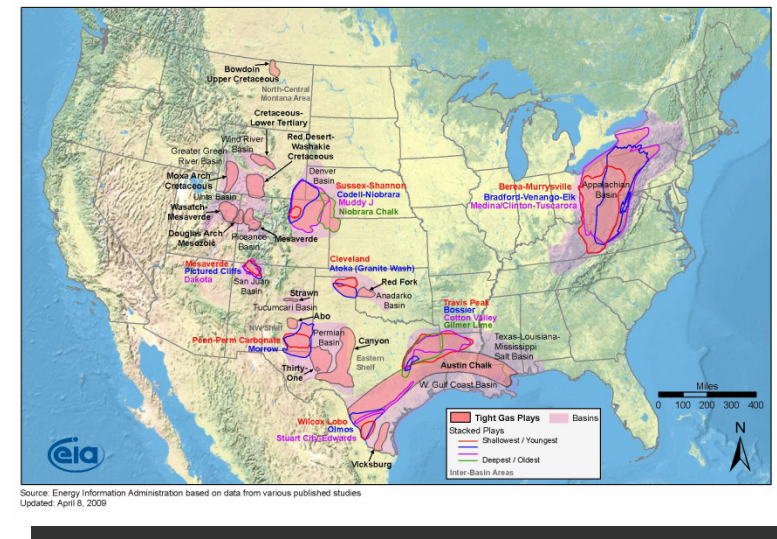 Bowdoin
Upper Cretaceous
North-Central
Montana Area
Cretaceous-
Lower Tertiary
Wind River
Basin
Red Desert-
Washakie
Cretaceous
Greater Green
River Basin
Moxa Arch
Cretaceous
Uinta Basin
Wasatch-
Mesaverde
Douglas Arch
Mesozoic
Piceance
Basin
Mesaverde
Denver
Basin
Sussex-Shannon
Codell-Niobrara
Muddy J
Niobrara Chalk
Berea-Murrysville
Bradford-Venango-Elk
Medina/Clinton-Tuscarora
Appalachian
Basin
Mesaverde
Pictured Cliffs
Dakota
San Juan
Basin
Cleveland
Atoka (Granite Wash)
Red Fork
Anadarko
Basin
Strawn
Tucumcari Basin
Abo
NW Shelf
Penn-Perm Carbonate
Morrow
Permian
Basin
Canyon
Eastern
Shelf
Thirty-
One
Travis Peak
Bossier
Cotton Valley
Gilmer Lime
Texas-Louisiana-
Mississippi
Salt Basin
Austin Chalk
W. Gulf Coast Basin
Wilcox Lobo
Olmos
Stuart City-Edwards
Vicksburg
Miles
0 100 200 300 400
N
Tight Gas Plays
Basins
Stacked Plays
Shallowest / Youngest
Deepest / Oldest
Inter-Basin Areas
eia
Source: Energy Information Administration based on data from various published studies
Updated: April 8, 2009